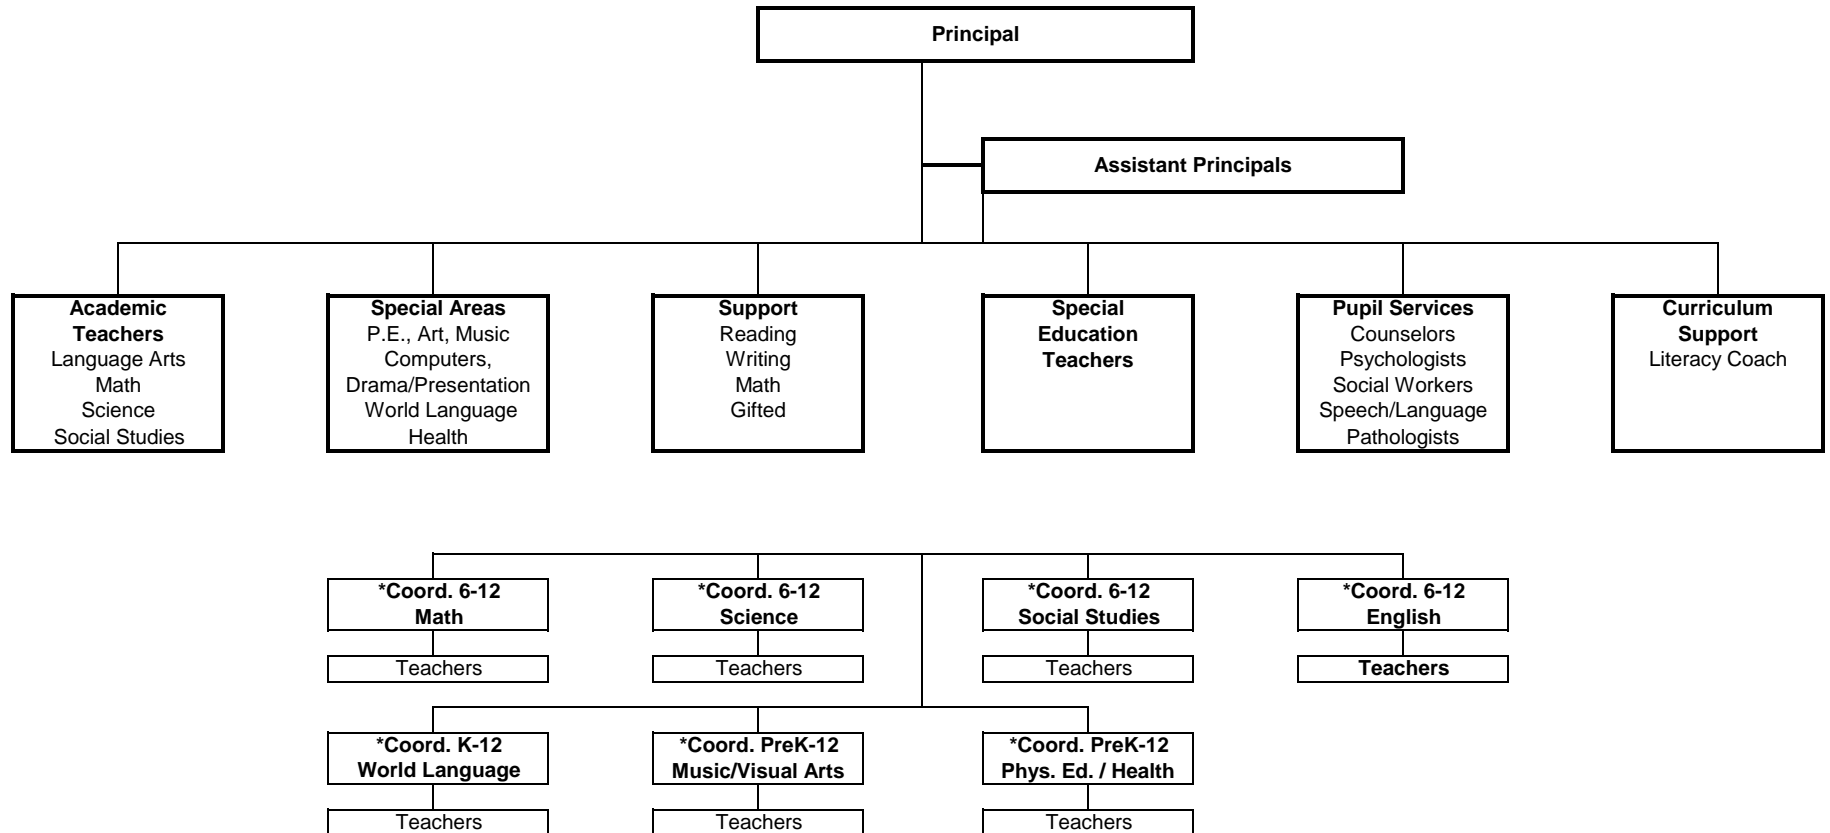 Principal
Assistant Principals
Academic
Teachers
Language Arts
Math
Science
Social Studies
Special Areas
P.E., Art, Music
Computers,
Drama/Presentation
World Language
Health
Support
Reading
Writing
Math
Gifted
Special
Education
Teachers
Pupil Services
Counselors
Psychologists
Social Workers
Speech/Language
Pathologists
Curriculum
Support
Literacy Coach
*Coord. 6-12
Math
*Coord. 6-12
Science
*Coord. 6-12
Social Studies
*Coord. 6-12
English
Teachers
Teachers
Teachers
Teachers
*Coord. K-12
World Language
*Coord. PreK-12
Music/Visual Arts
*Coord. PreK-12
Phys. Ed. / Health
Teachers
Teachers
Teachers